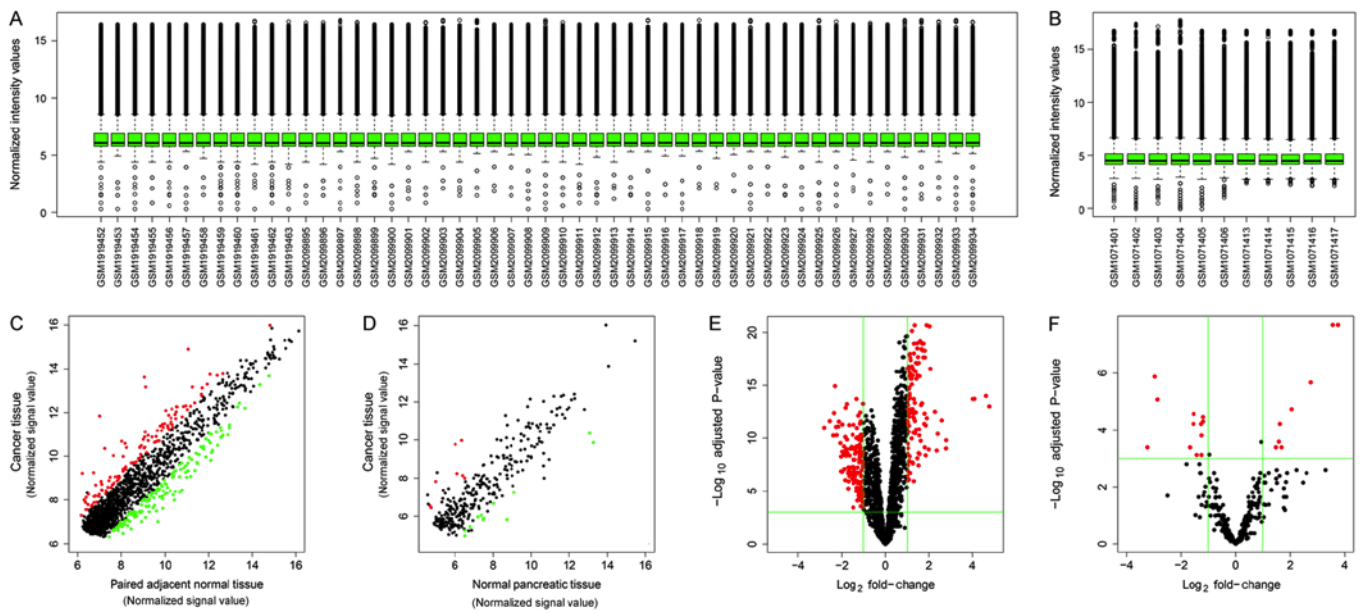 A
Normalized intensity values
15
10
5
0
GSM1919452
GSM1919453
GSM1919454
GSM1919455
GSM1919456
GSM1919457
GSM1919458
GSM1919459
GSM1919460
GSM1919461
GSM1919462
GSM1919463
GSM2099895
GSM2099896
GSM2099897
GSM2099898
GSM2099899
GSM2099900
GSM2099901
GSM2099902
GSM2099903
GSM2099904
GSM2099905
GSM2099906
GSM2099907
GSM2099908
GSM2099909
GSM2099910
GSM2099911
GSM2099912
GSM2099913
GSM2099914
GSM2099915
GSM2099916
GSM2099917
GSM2099918
GSM2099919
GSM2099920
GSM2099921
GSM2099922
GSM2099923
GSM2099924
GSM2099925
GSM2099926
GSM2099927
GSM2099928
GSM2099929
GSM2099930
GSM2099931
GSM2099932
GSM2099933
GSM2099934
B
Normalized intensity values
15
10
5
0
GSM1071401
GSM1071402
GSM1071403
GSM1071404
GSM1071405
GSM1071406
GSM1071413
GSM1071414
GSM1071415
GSM1071416
GSM1071417
C
Cancer tissue
(Normalized signal value)
16
14
12
10
8
6
6 8 10 12 14 16
Paired adjacent normal tissue
(Normalized signal value)
D
Cancer tissue
(Normalized signal value)
16
14
12
10
8
6
6 8 10 12 14 16
Normal pancreatic tissue
(Normalized signal value)
E
−Log10 adjusted P-value
20
15
10
5
0
−4 −2 0 2 4
Log2 fold−change
F
−Log10 adjusted P-value
6
4
2
0
−4 −2 0 2 4
Log2 fold−change